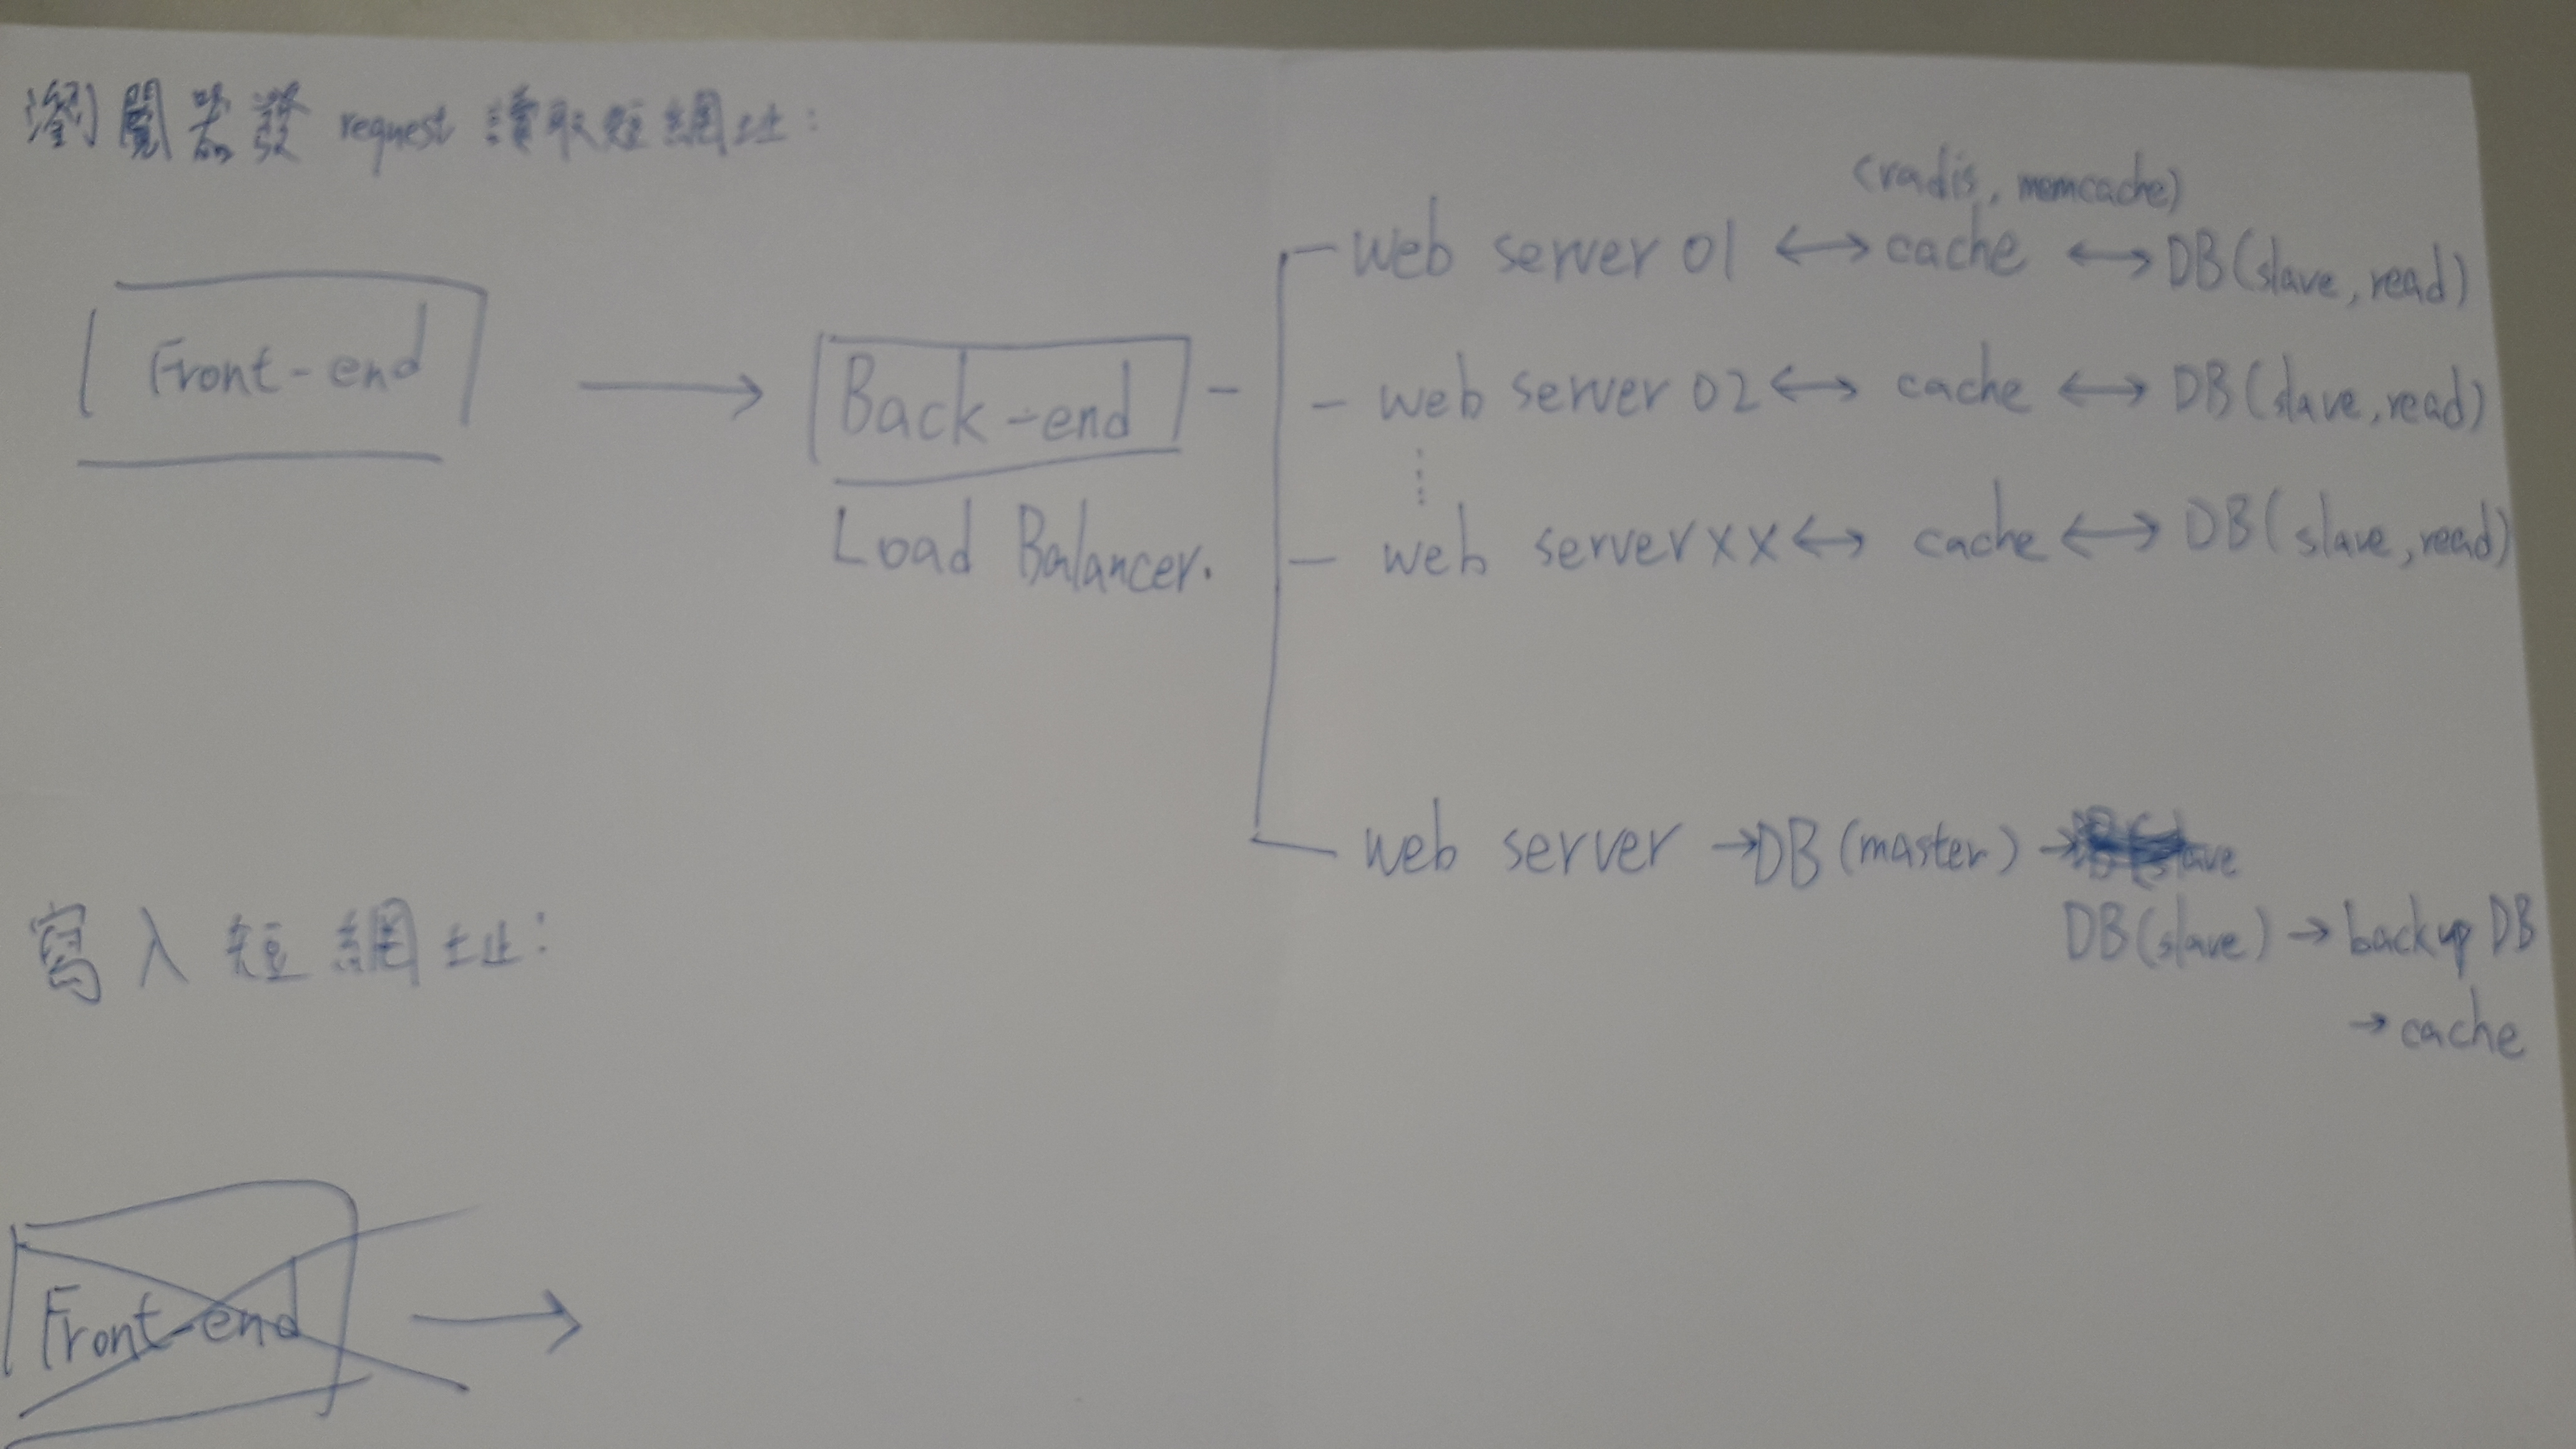 瀏覽器發 request 讀取短網址:
(radis, memcache)
web server 01 ↔ cache ↔ DB(slave, read)
Front-end → Back-end - - web server 02 ↔ cache ↔ DB(slave, read)
Load Balancer. - web server xx ↔ cache ↔ DB(slave, read)
web server → DB(master) →
DB(slave) → backup DB
→ cache
寫入短網址:
Front-end →